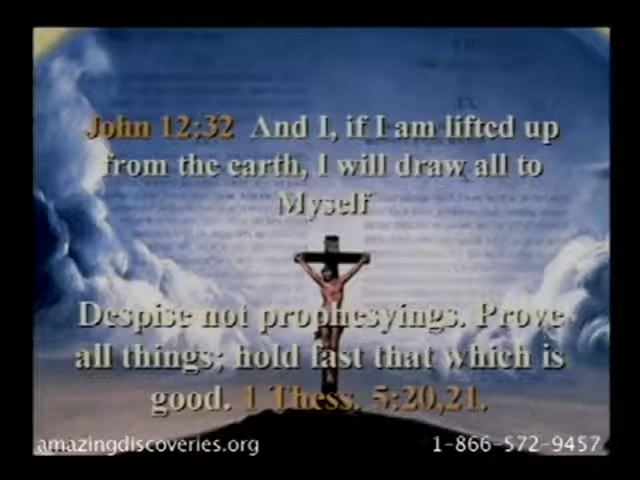 John 12:32 And I, if I am lifted up
from the earth, I will draw all to
Myself
Despise not prophesyings. Prove
all things; hold fast that which is
good. 1 Thess. 5:20,21.
amazingdiscoveries.org 1-866-572-9457